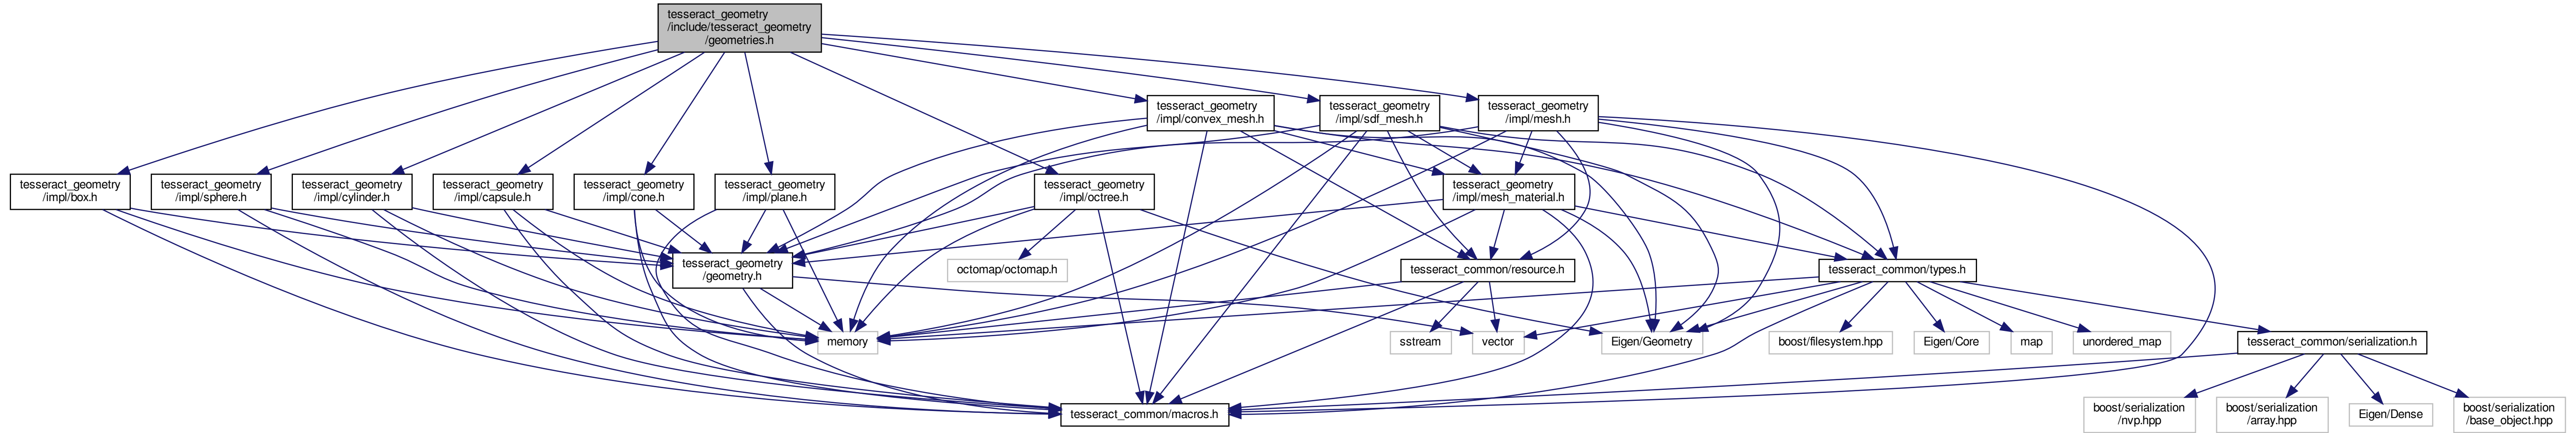 tesseract_geometry
/include/tesseract_geometry
/geometries.h
tesseract_geometry
/impl/convex_mesh.h
tesseract_geometry
/impl/sdf_mesh.h
tesseract_geometry
/impl/mesh.h
tesseract_geometry
/impl/box.h
tesseract_geometry
/impl/sphere.h
tesseract_geometry
/impl/cylinder.h
tesseract_geometry
/impl/capsule.h
tesseract_geometry
/impl/cone.h
tesseract_geometry
/impl/plane.h
tesseract_geometry
/impl/octree.h
tesseract_geometry
/impl/mesh_material.h
tesseract_geometry
/geometry.h
octomap/octomap.h
tesseract_common/resource.h
tesseract_common/types.h
memory
sstream
vector
Eigen/Geometry
boost/filesystem.hpp
Eigen/Core
map
unordered_map
tesseract_common/serialization.h
tesseract_common/macros.h
boost/serialization
/nvp.hpp
boost/serialization
/array.hpp
Eigen/Dense
boost/serialization
/base_object.hpp